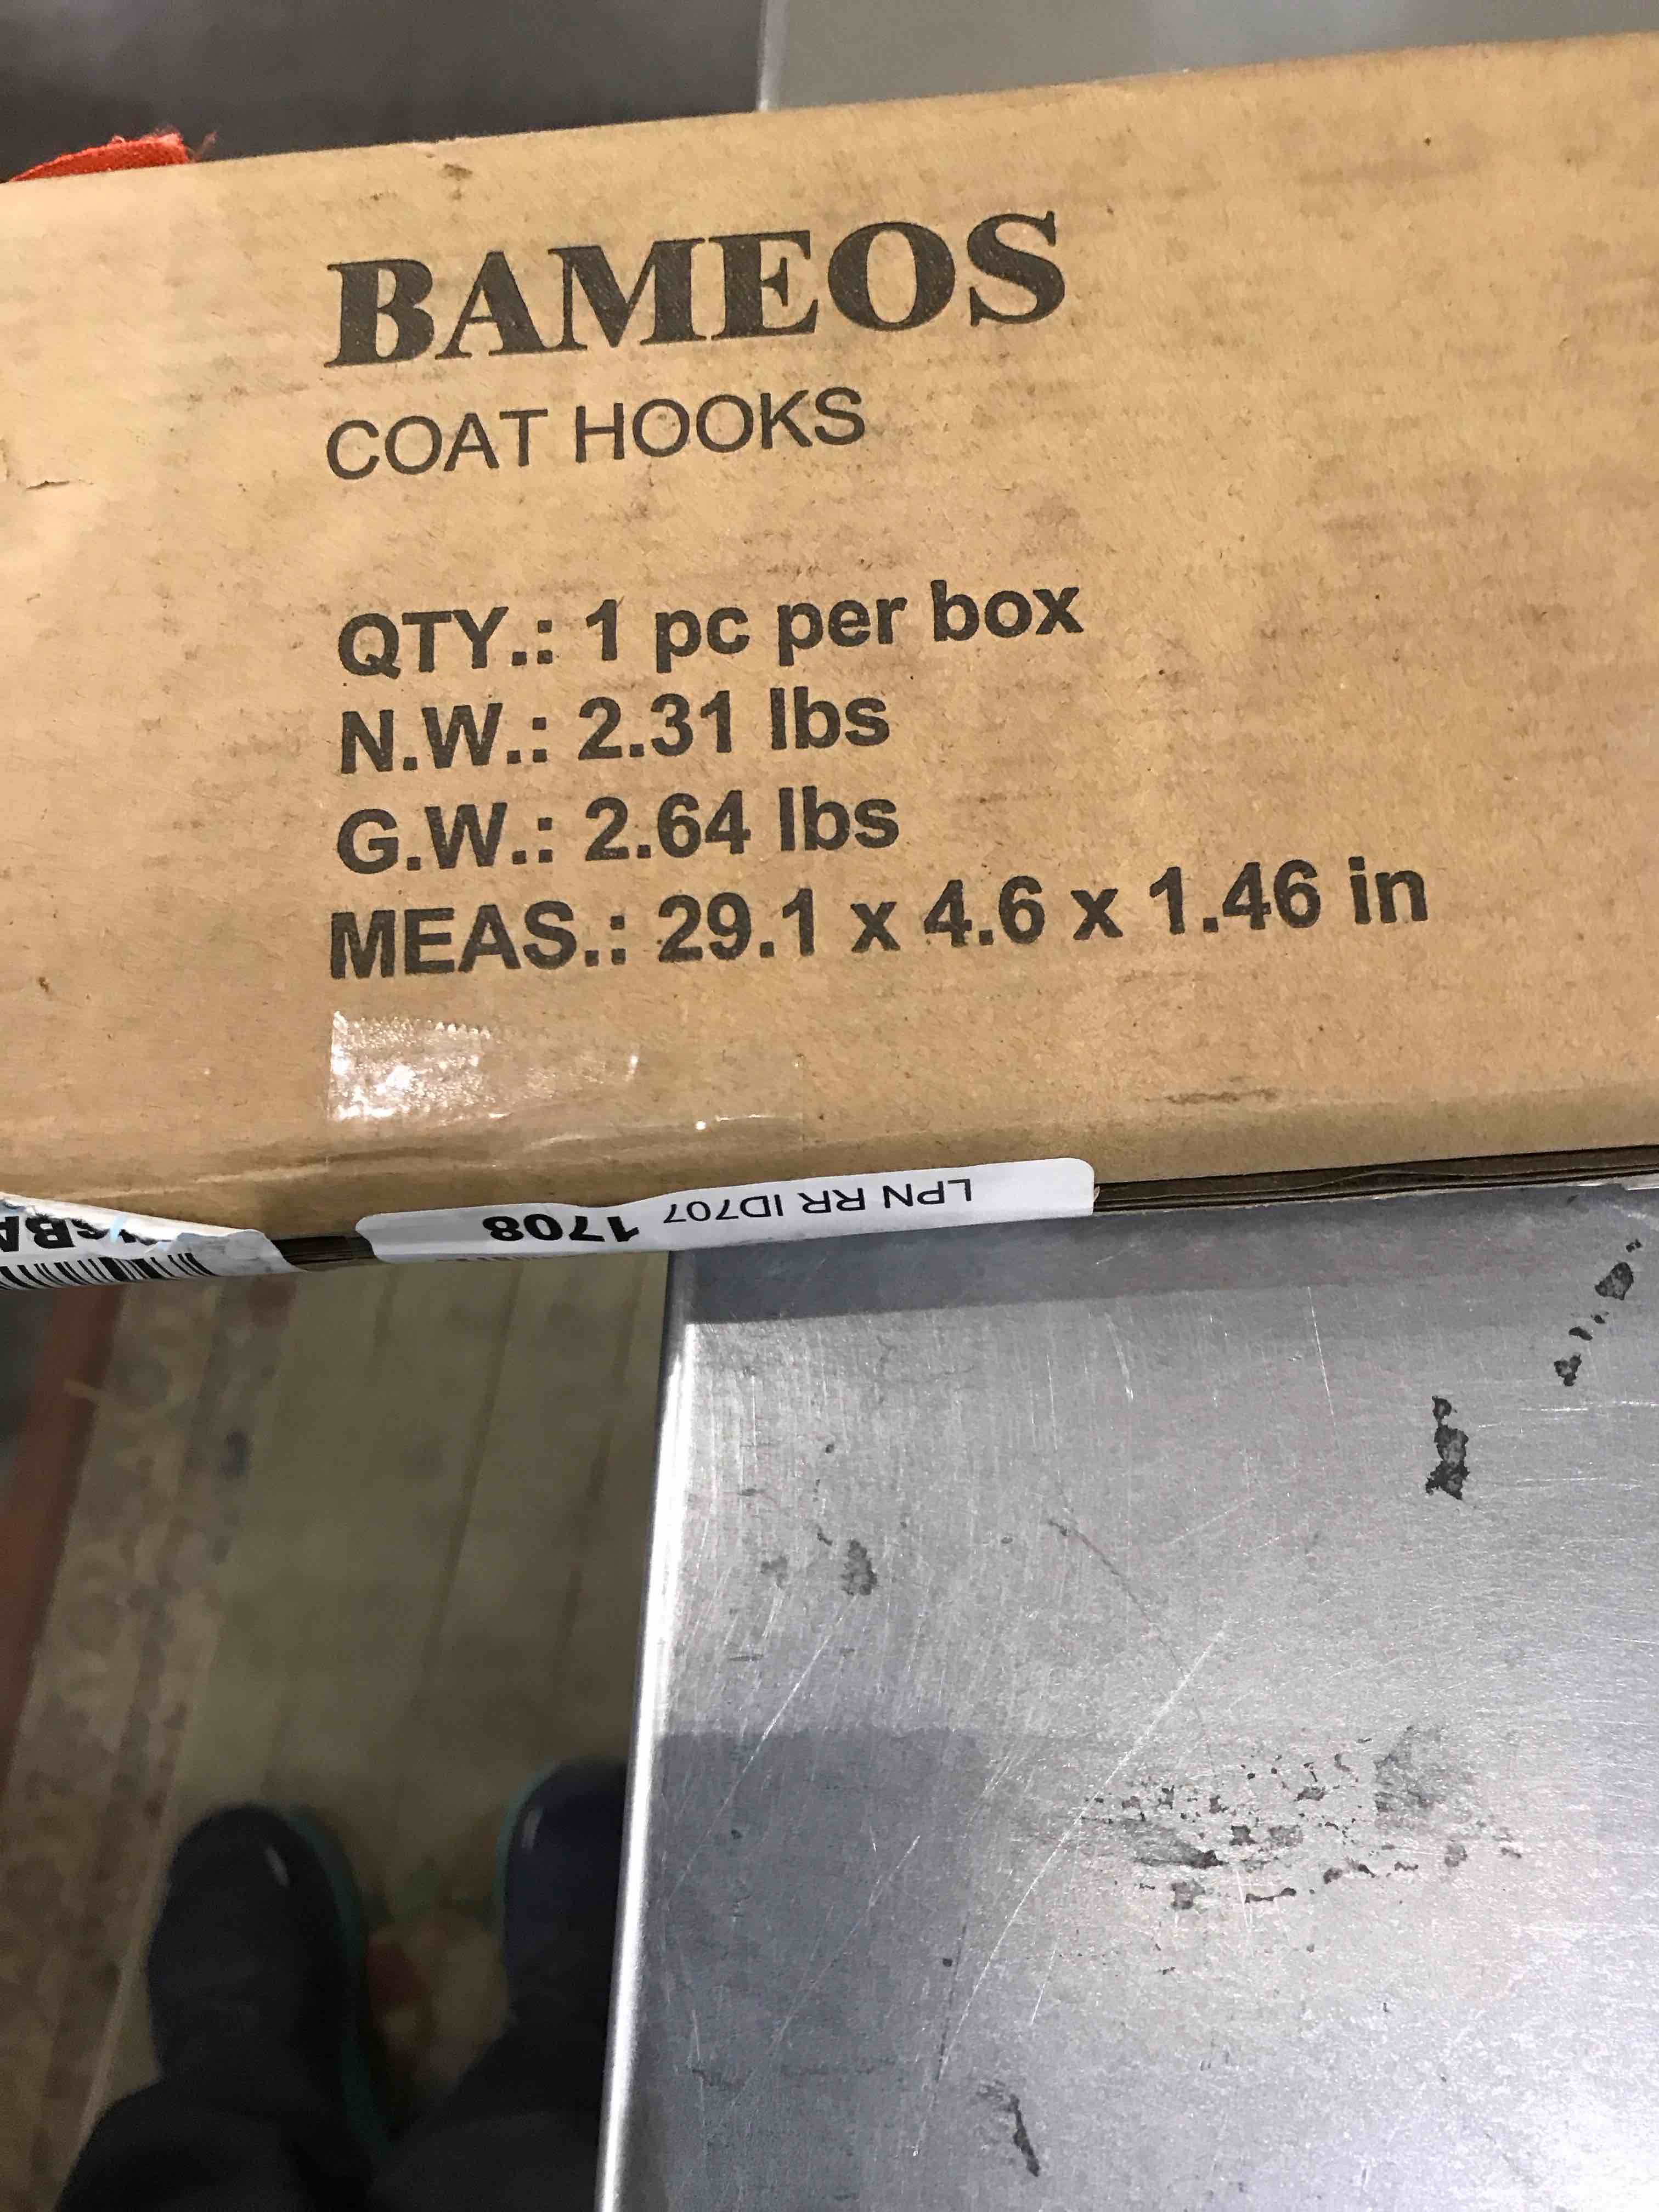 BAMEOS
COAT HOOKS
QTY.: 1 pc per box
N.W.: 2.31 lbs
G.W.: 2.64 lbs
MEAS.: 29.1 x 4.6 x 1.46 in
LPN RR ID707 1708